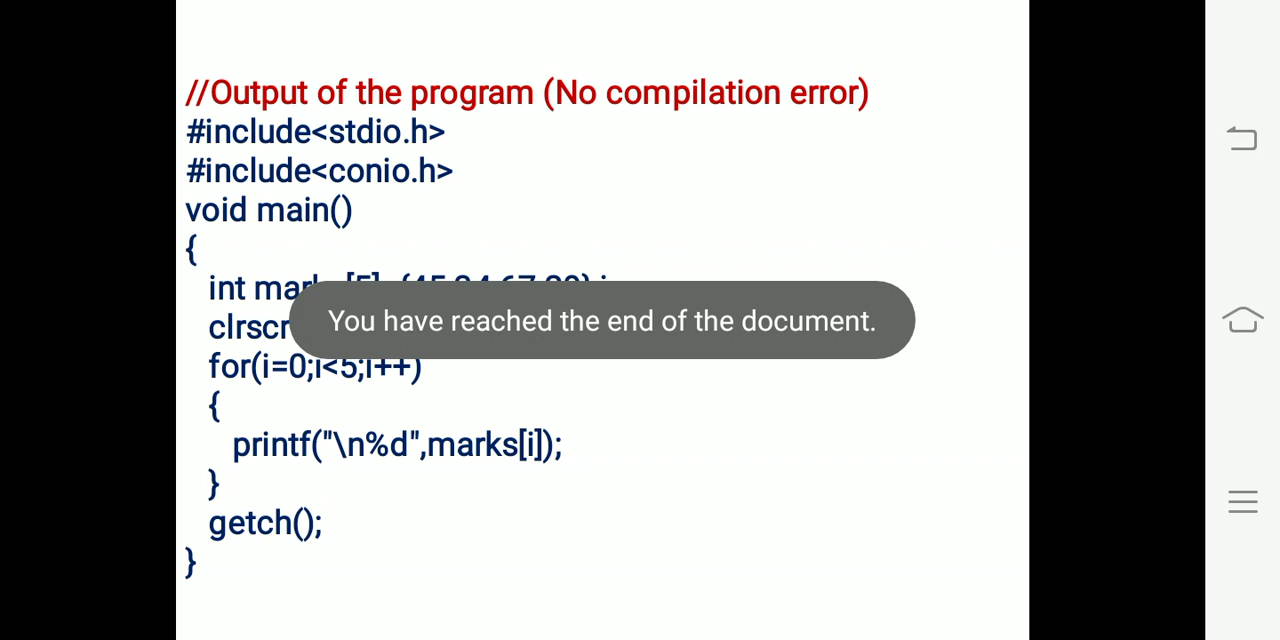 //Output of the program (No compilation error)
#include<stdio.h>
#include<conio.h>
void main()
{
int
clrscr
You have reached the end of the document.
for(i=0;i<5;i++)
{
printf("\n%d",marks[i]);
}
getch();
}